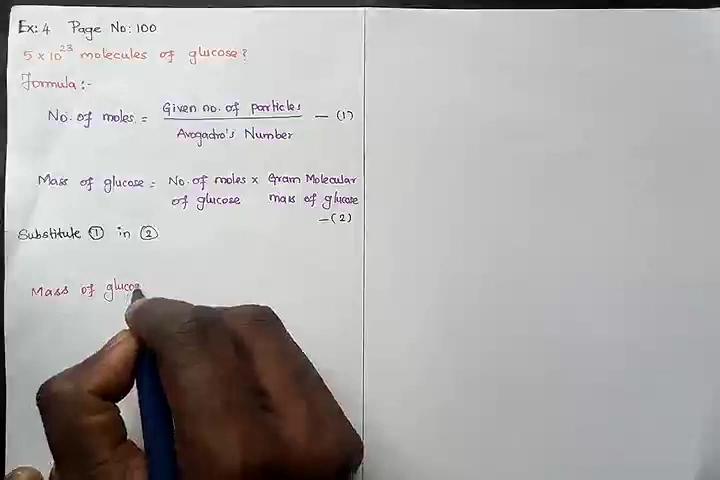 Ex: 4 Page No: 100
5 × 10²³ molecules of glucose?
Formula :-
No. of moles = Given no. of particles / Avogadro's Number — (1)
Mass of glucose = No. of moles × Gram Molecular
of glucose mass of glucose
— (2)
Substitute ① in ②
Mass of glucos